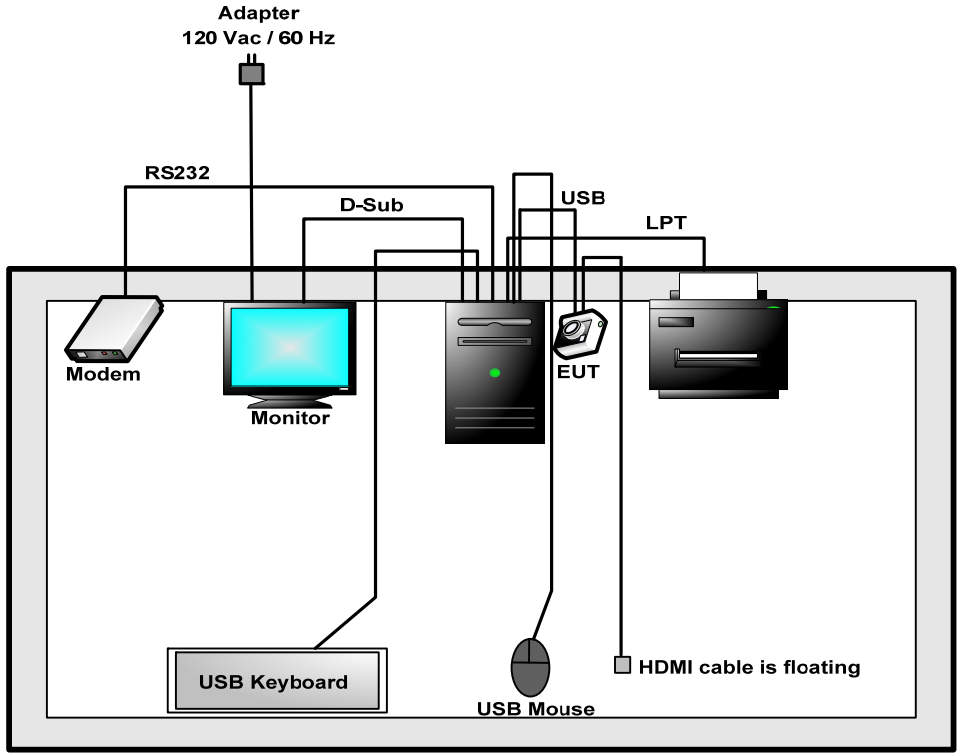 Adapter
120 Vac / 60 Hz
RS232
D-Sub
USB
LPT
Modem
Monitor
EUT
USB Keyboard
USB Mouse
HDMI cable is floating